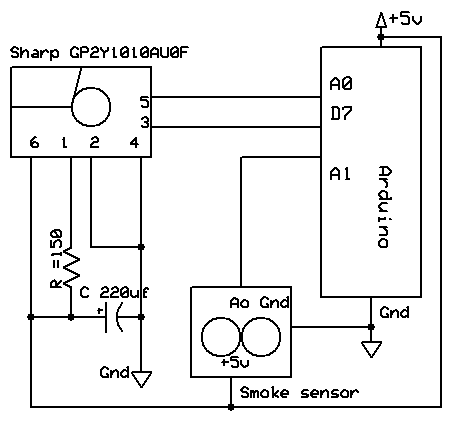 +5v
Sharp GP2Y1010AU0F
A0
5
D7
3
6 1 2 4
A1
Arduino
R =150
C 220uf
+
Ao Gnd
Gnd
+5v
Gnd
Smoke sensor